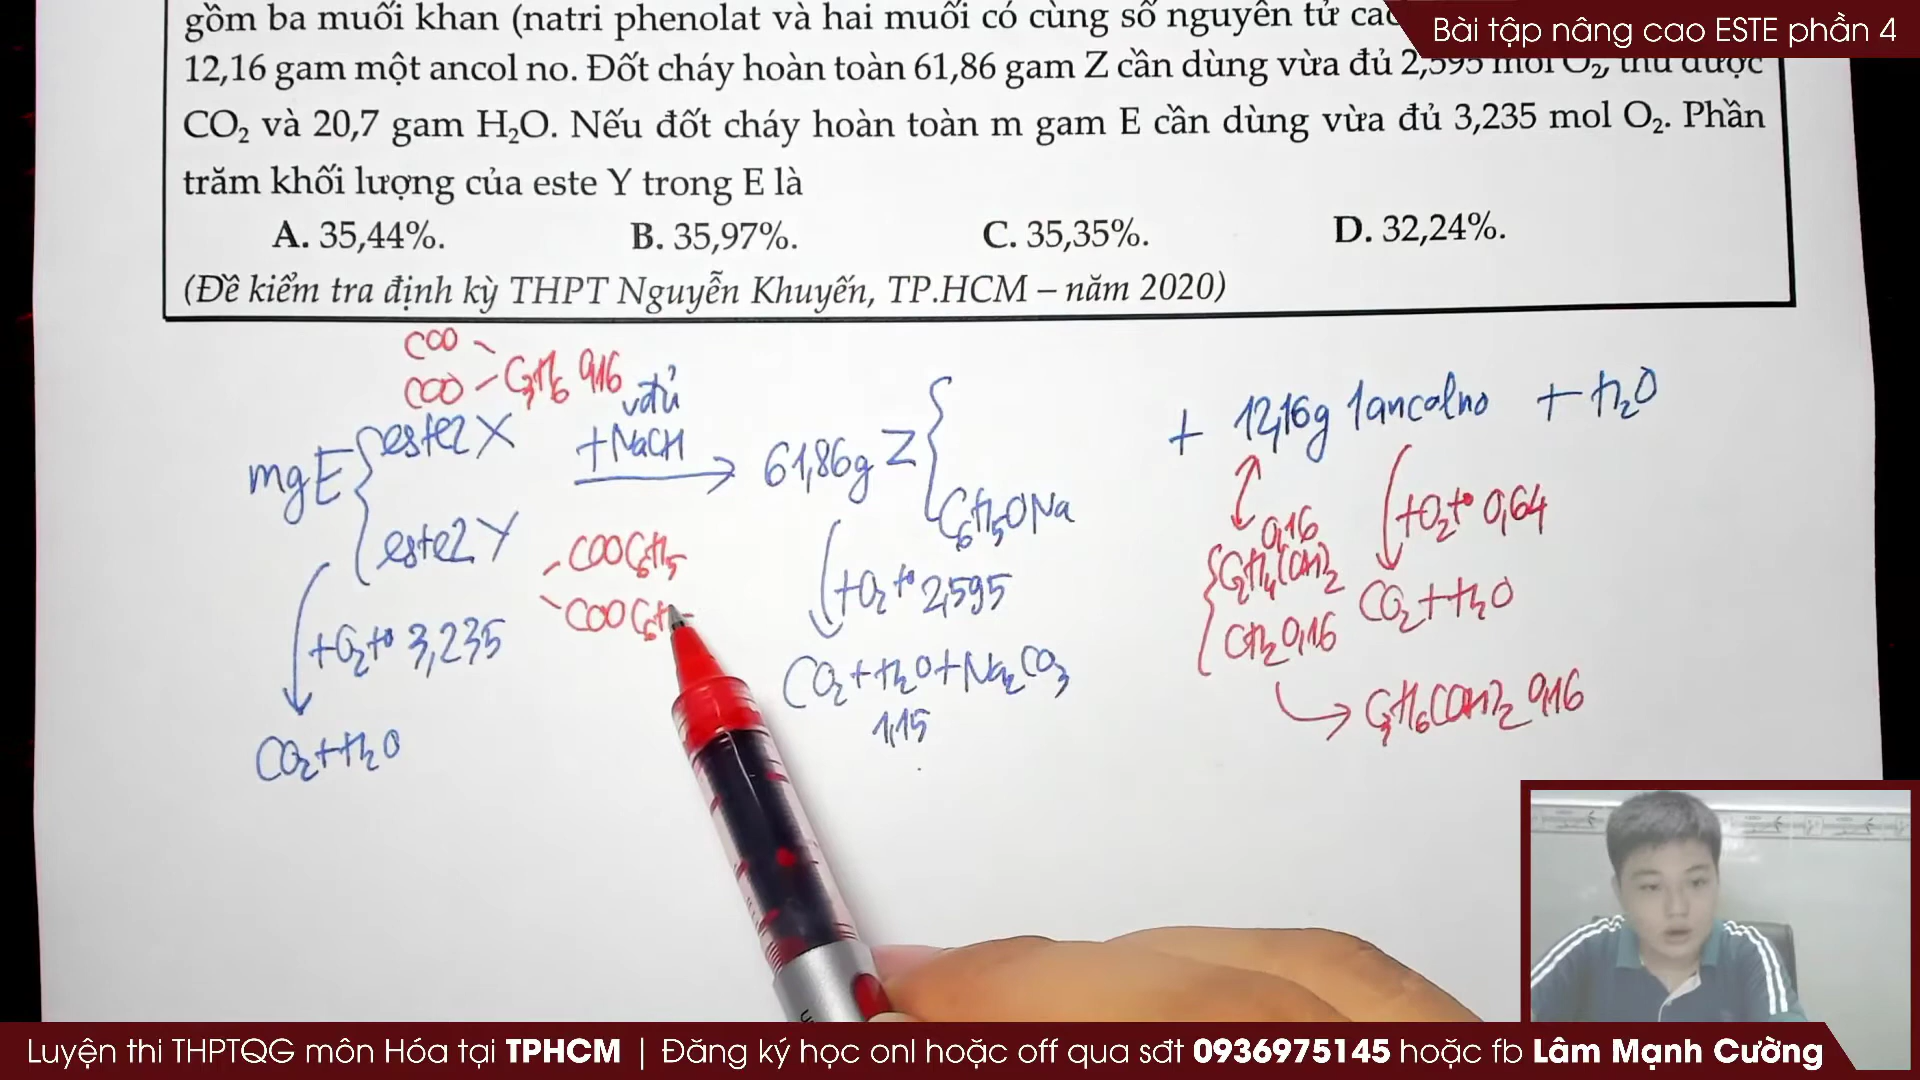 Bài tập nâng cao ESTE phần 4
gồm ba muối khan (natri phenolat và hai muối có cùng số nguyên tử
12,16 gam một ancol no. Đốt cháy hoàn toàn 61,86 gam Z cần dùng vừa đủ 2,595 mol O₂, thu được
CO₂ và 20,7 gam H₂O. Nếu đốt cháy hoàn toàn m gam E cần dùng vừa đủ 3,235 mol O₂. Phần
trăm khối lượng của este Y trong E là
A. 35,44%. B. 35,97%. C. 35,35%. D. 32,24%.
(Đề kiểm tra định kỳ THPT Nguyễn Khuyến, TP.HCM – năm 2020)
COO
COO C₃H₆ 0,16
vđủ
mg E este2 X + NaOH 61,86g Z + 12,16g 1 ancol no + H₂O
este2 Y C₆H₅ONa
COOC₆H₅
COOC₆H
+O₂ t° 3,235
CO₂ + H₂O
+O₂ t° 2,595
CO₂ + H₂O + Na₂CO₃
1,15
0,16
C₂H₄(OH)₂
CH₂ 0,16
+O₂ t° 0,64
CO₂ + H₂O
C₃H₆(OH)₂ 0,16
Luyện thi THPTQG môn Hóa tại TPHCM | Đăng ký học onl hoặc off qua sđt 0936975145 hoặc fb Lâm Mạnh Cường